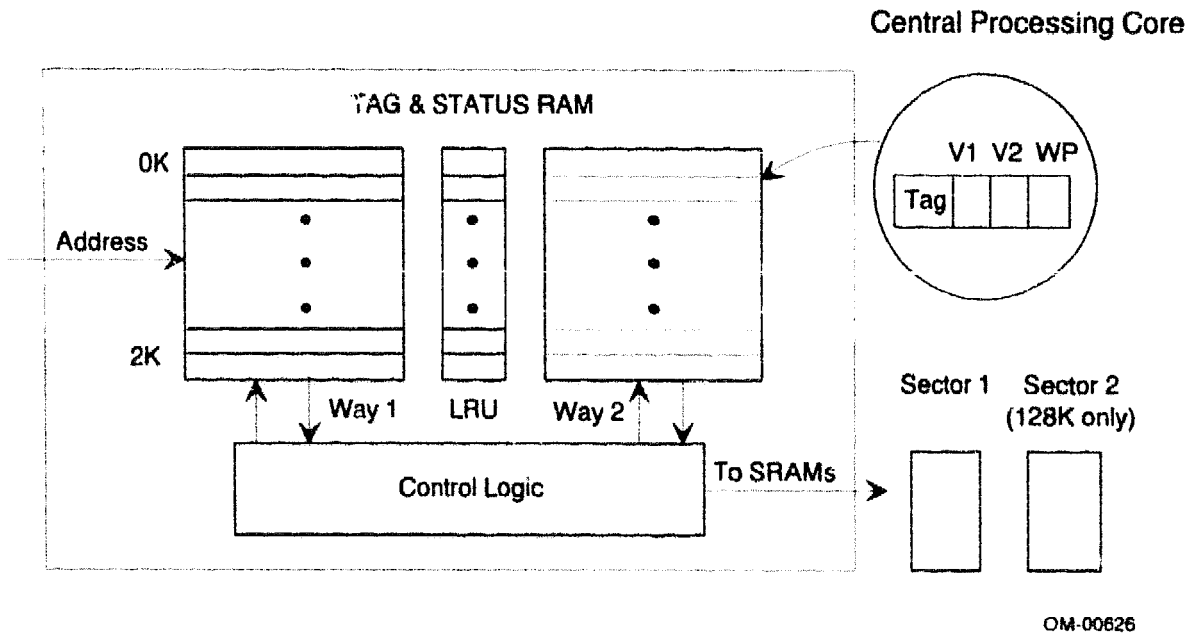 Central Processing Core
TAG & STATUS RAM
0K
V1 V2 WP
Tag
Address
2K
Way 1
LRU
Way 2
Sector 1
Sector 2
(128K only)
Control Logic
To SRAMs
OM-00626